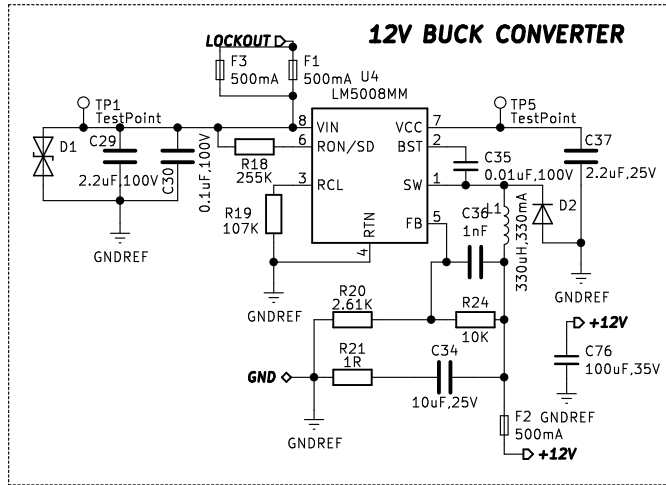 12V BUCK CONVERTER
LOCKOUT
F3
500mA
F1
500mA
U4
LM5008MM
TP1
TestPoint
TP5
TestPoint
D1
C29
2.2uF,100V
C30
0.1uF,100V
R18
255K
R19
107K
8
VIN
6
RON/SD
3
RCL
RTN
4
VCC
7
BST
2
SW
1
FB
5
C35
0.01uF,100V
C37
2.2uF,25V
C36
1nF
L1
330uH,330mA
D2
GNDREF
GNDREF
GNDREF
R20
2.61K
R24
10K
R21
1R
C34
10uF,25V
GND
GNDREF
+12V
C76
100uF,35V
GNDREF
F2
500mA
+12V